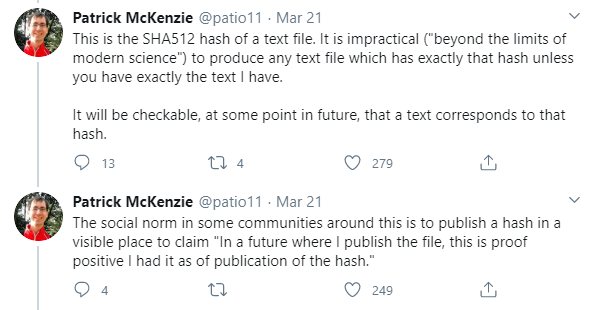 Patrick McKenzie @patio11 · Mar 21
This is the SHA512 hash of a text file. It is impractical ("beyond the limits of
modern science") to produce any text file which has exactly that hash unless
you have exactly the text I have.
It will be checkable, at some point in future, that a text corresponds to that
hash.
13 4 279
Patrick McKenzie @patio11 · Mar 21
The social norm in some communities around this is to publish a hash in a
visible place to claim "In a future where I publish the file, this is proof
positive I had it as of publication of the hash."
4 249